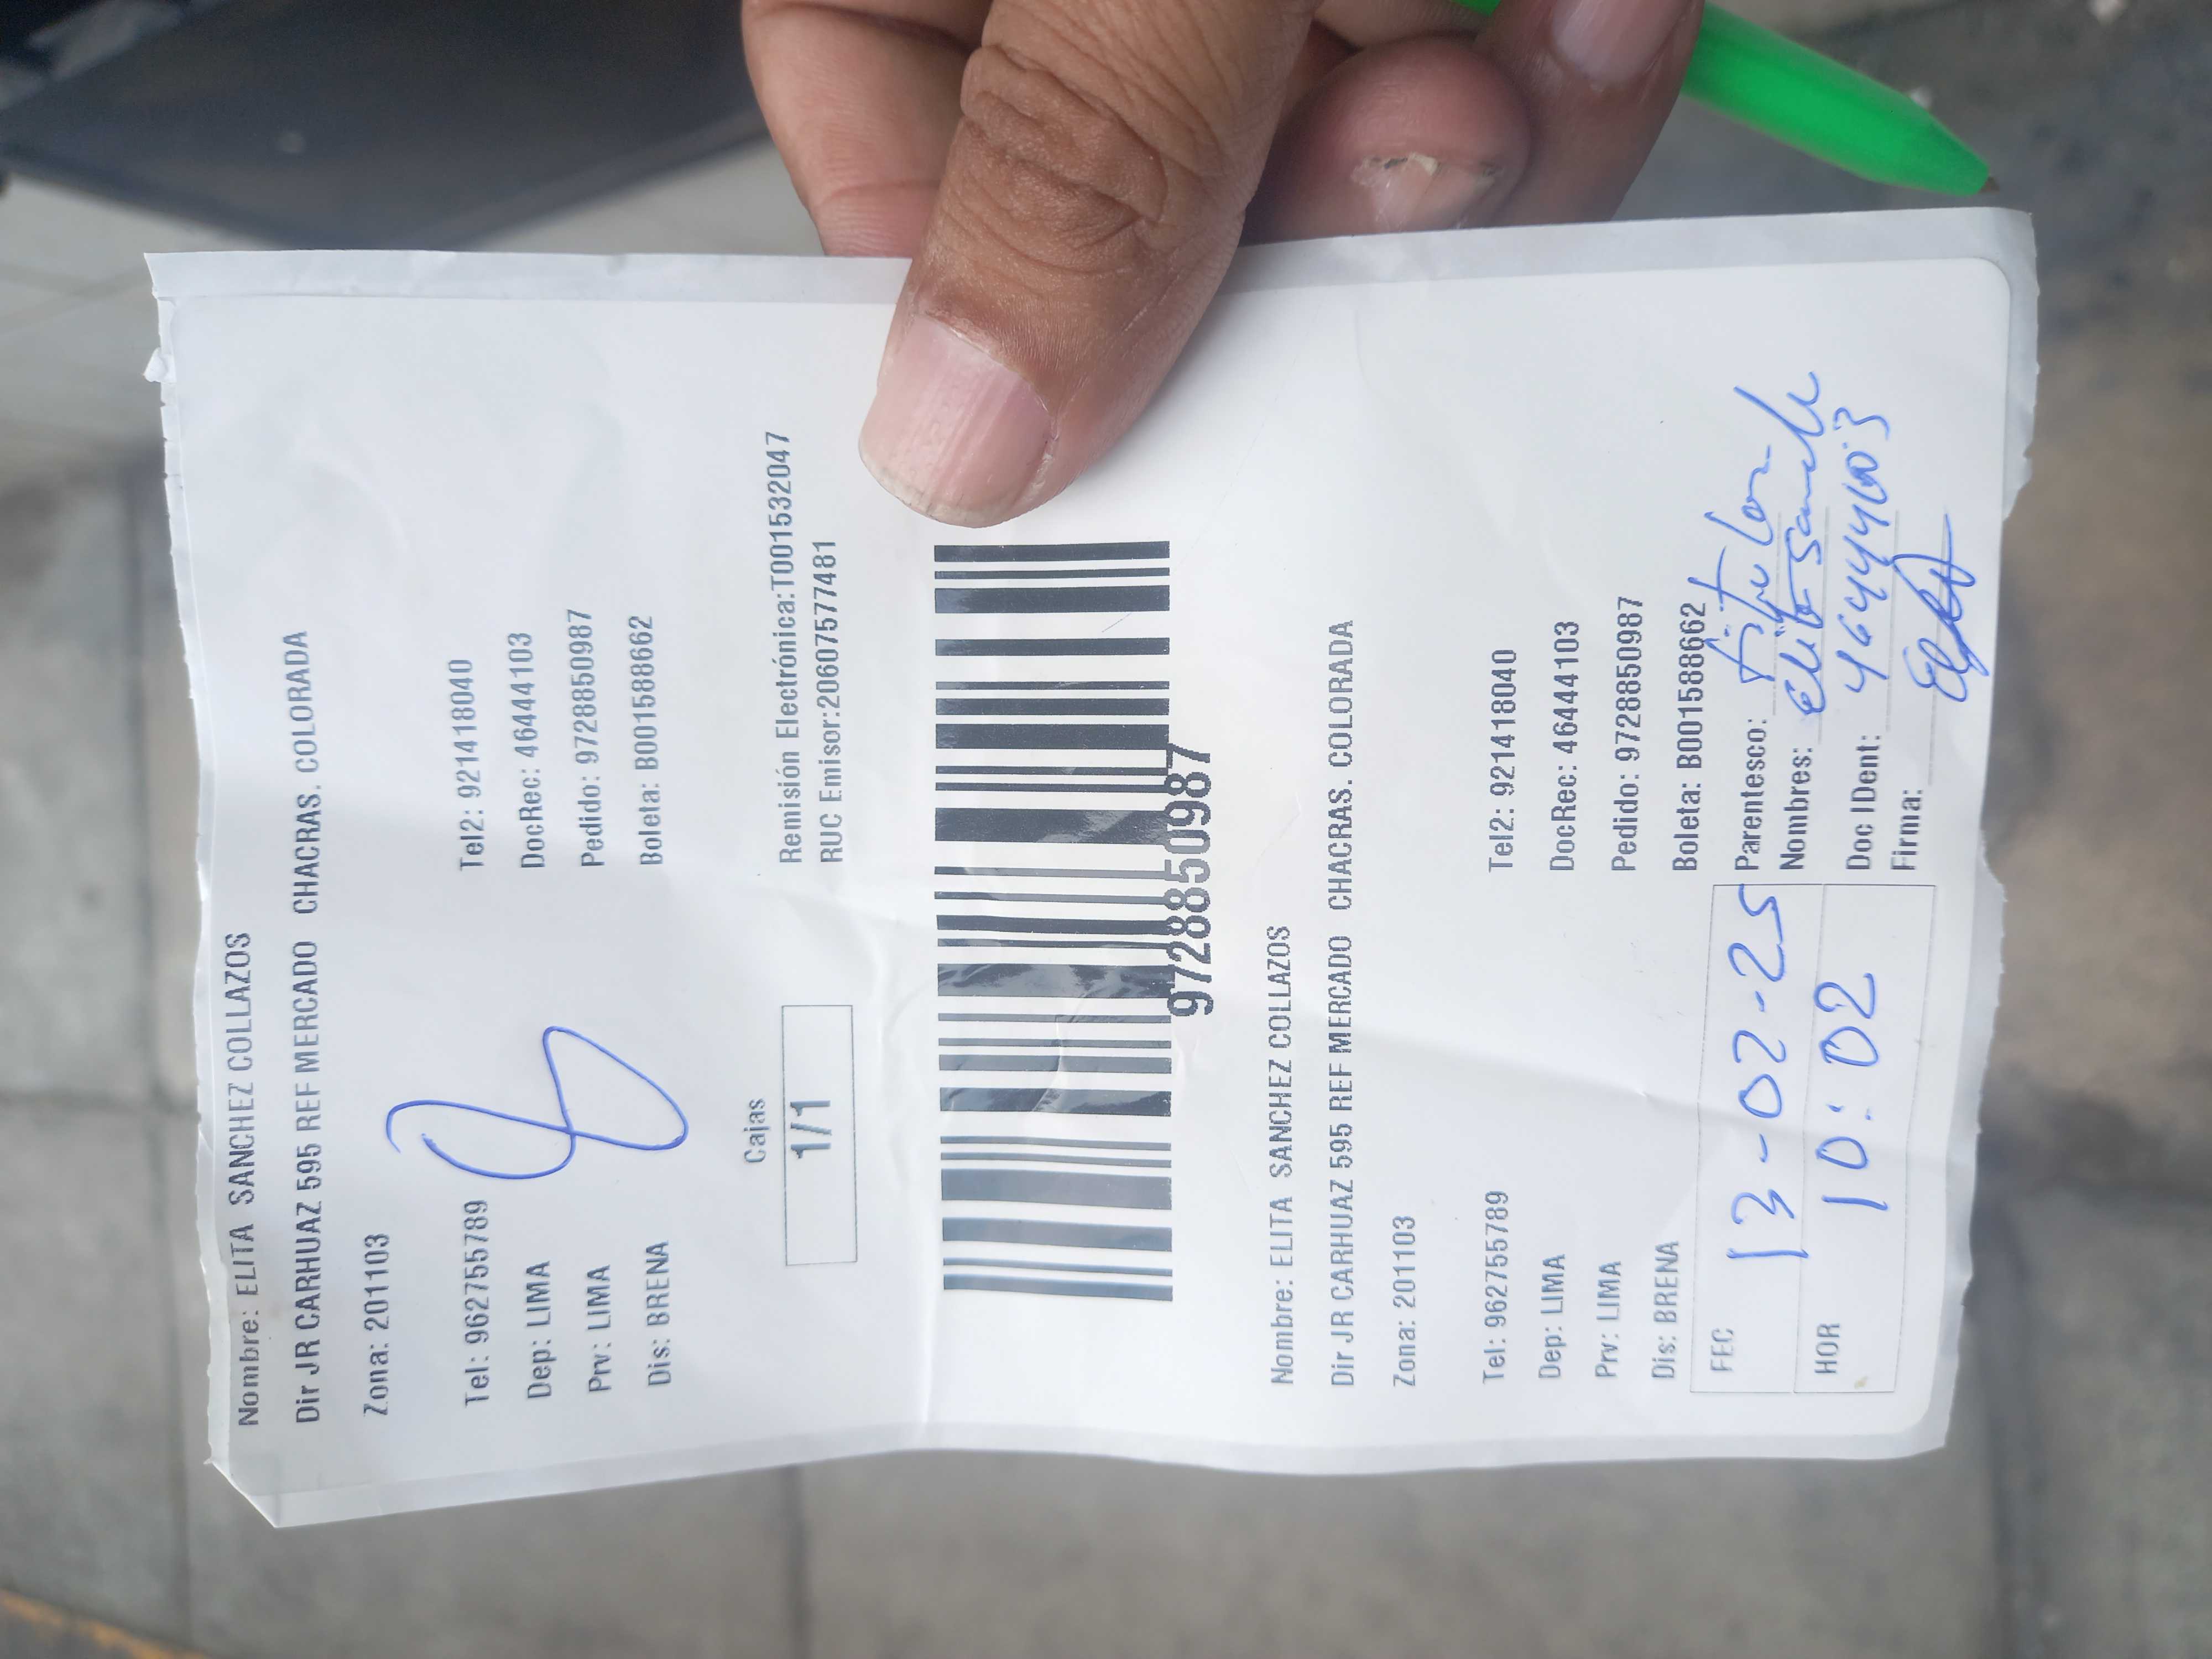 Nombre: ELITA SANCHEZ COLLAZOS
Dir JR CARHUAZ 595 REF MERCADO CHACRAS. COLORADA
Zona: 201103
Tel: 962755789 Tel2: 921418040
Dep: LIMA DocRec: 46444103
Prv: LIMA Pedido: 9728850987
Dis: BRENA Boleta: B001588662
Cajas
1/1
Remisión Electrónica:T001532047
RUC Emisor:20607577481
9728850987
Nombre: ELITA SANCHEZ COLLAZOS
Dir JR CARHUAZ 595 REF MERCADO CHACRAS. COLORADA
Zona: 201103
Tel: 962755789 Tel2: 921418040
Dep: LIMA DocRec: 46444103
Prv: LIMA Pedido: 9728850987
Dis: BRENA Boleta: B001588662
FEC 13-02-25 Parentesco: titular
Nombres: elita
HOR 10:02 Doc IDent:
Firma: